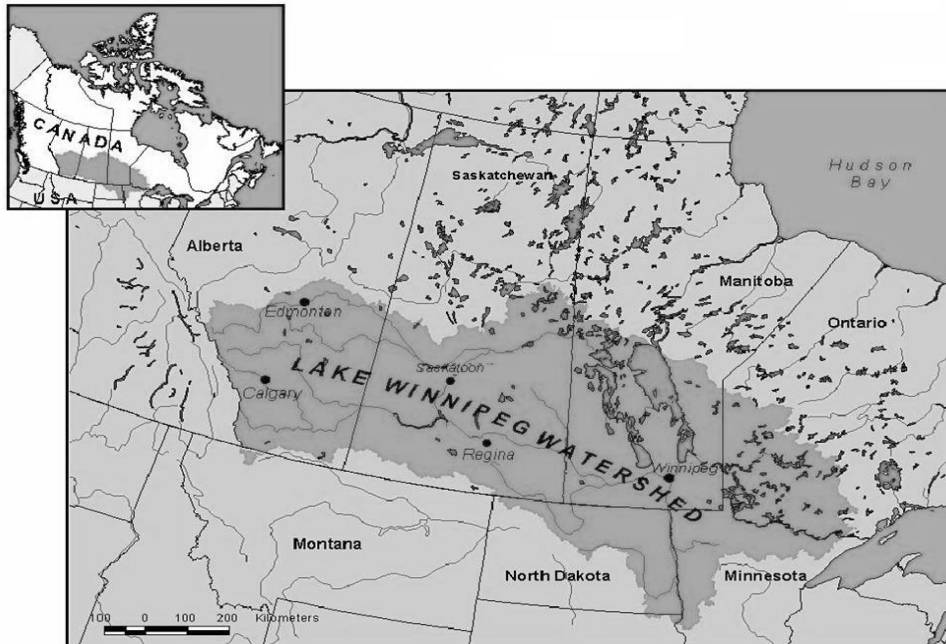 CANADA
USA
Hudson
Bay
Saskatchewan
Alberta
Manitoba
Ontario
Edmonton
Saskatoon
Calgary
LAKE WINNIPEG WATERSHED
Regina
Winnipeg
Montana
North Dakota
Minnesota
100 0 100 200 Kilometers